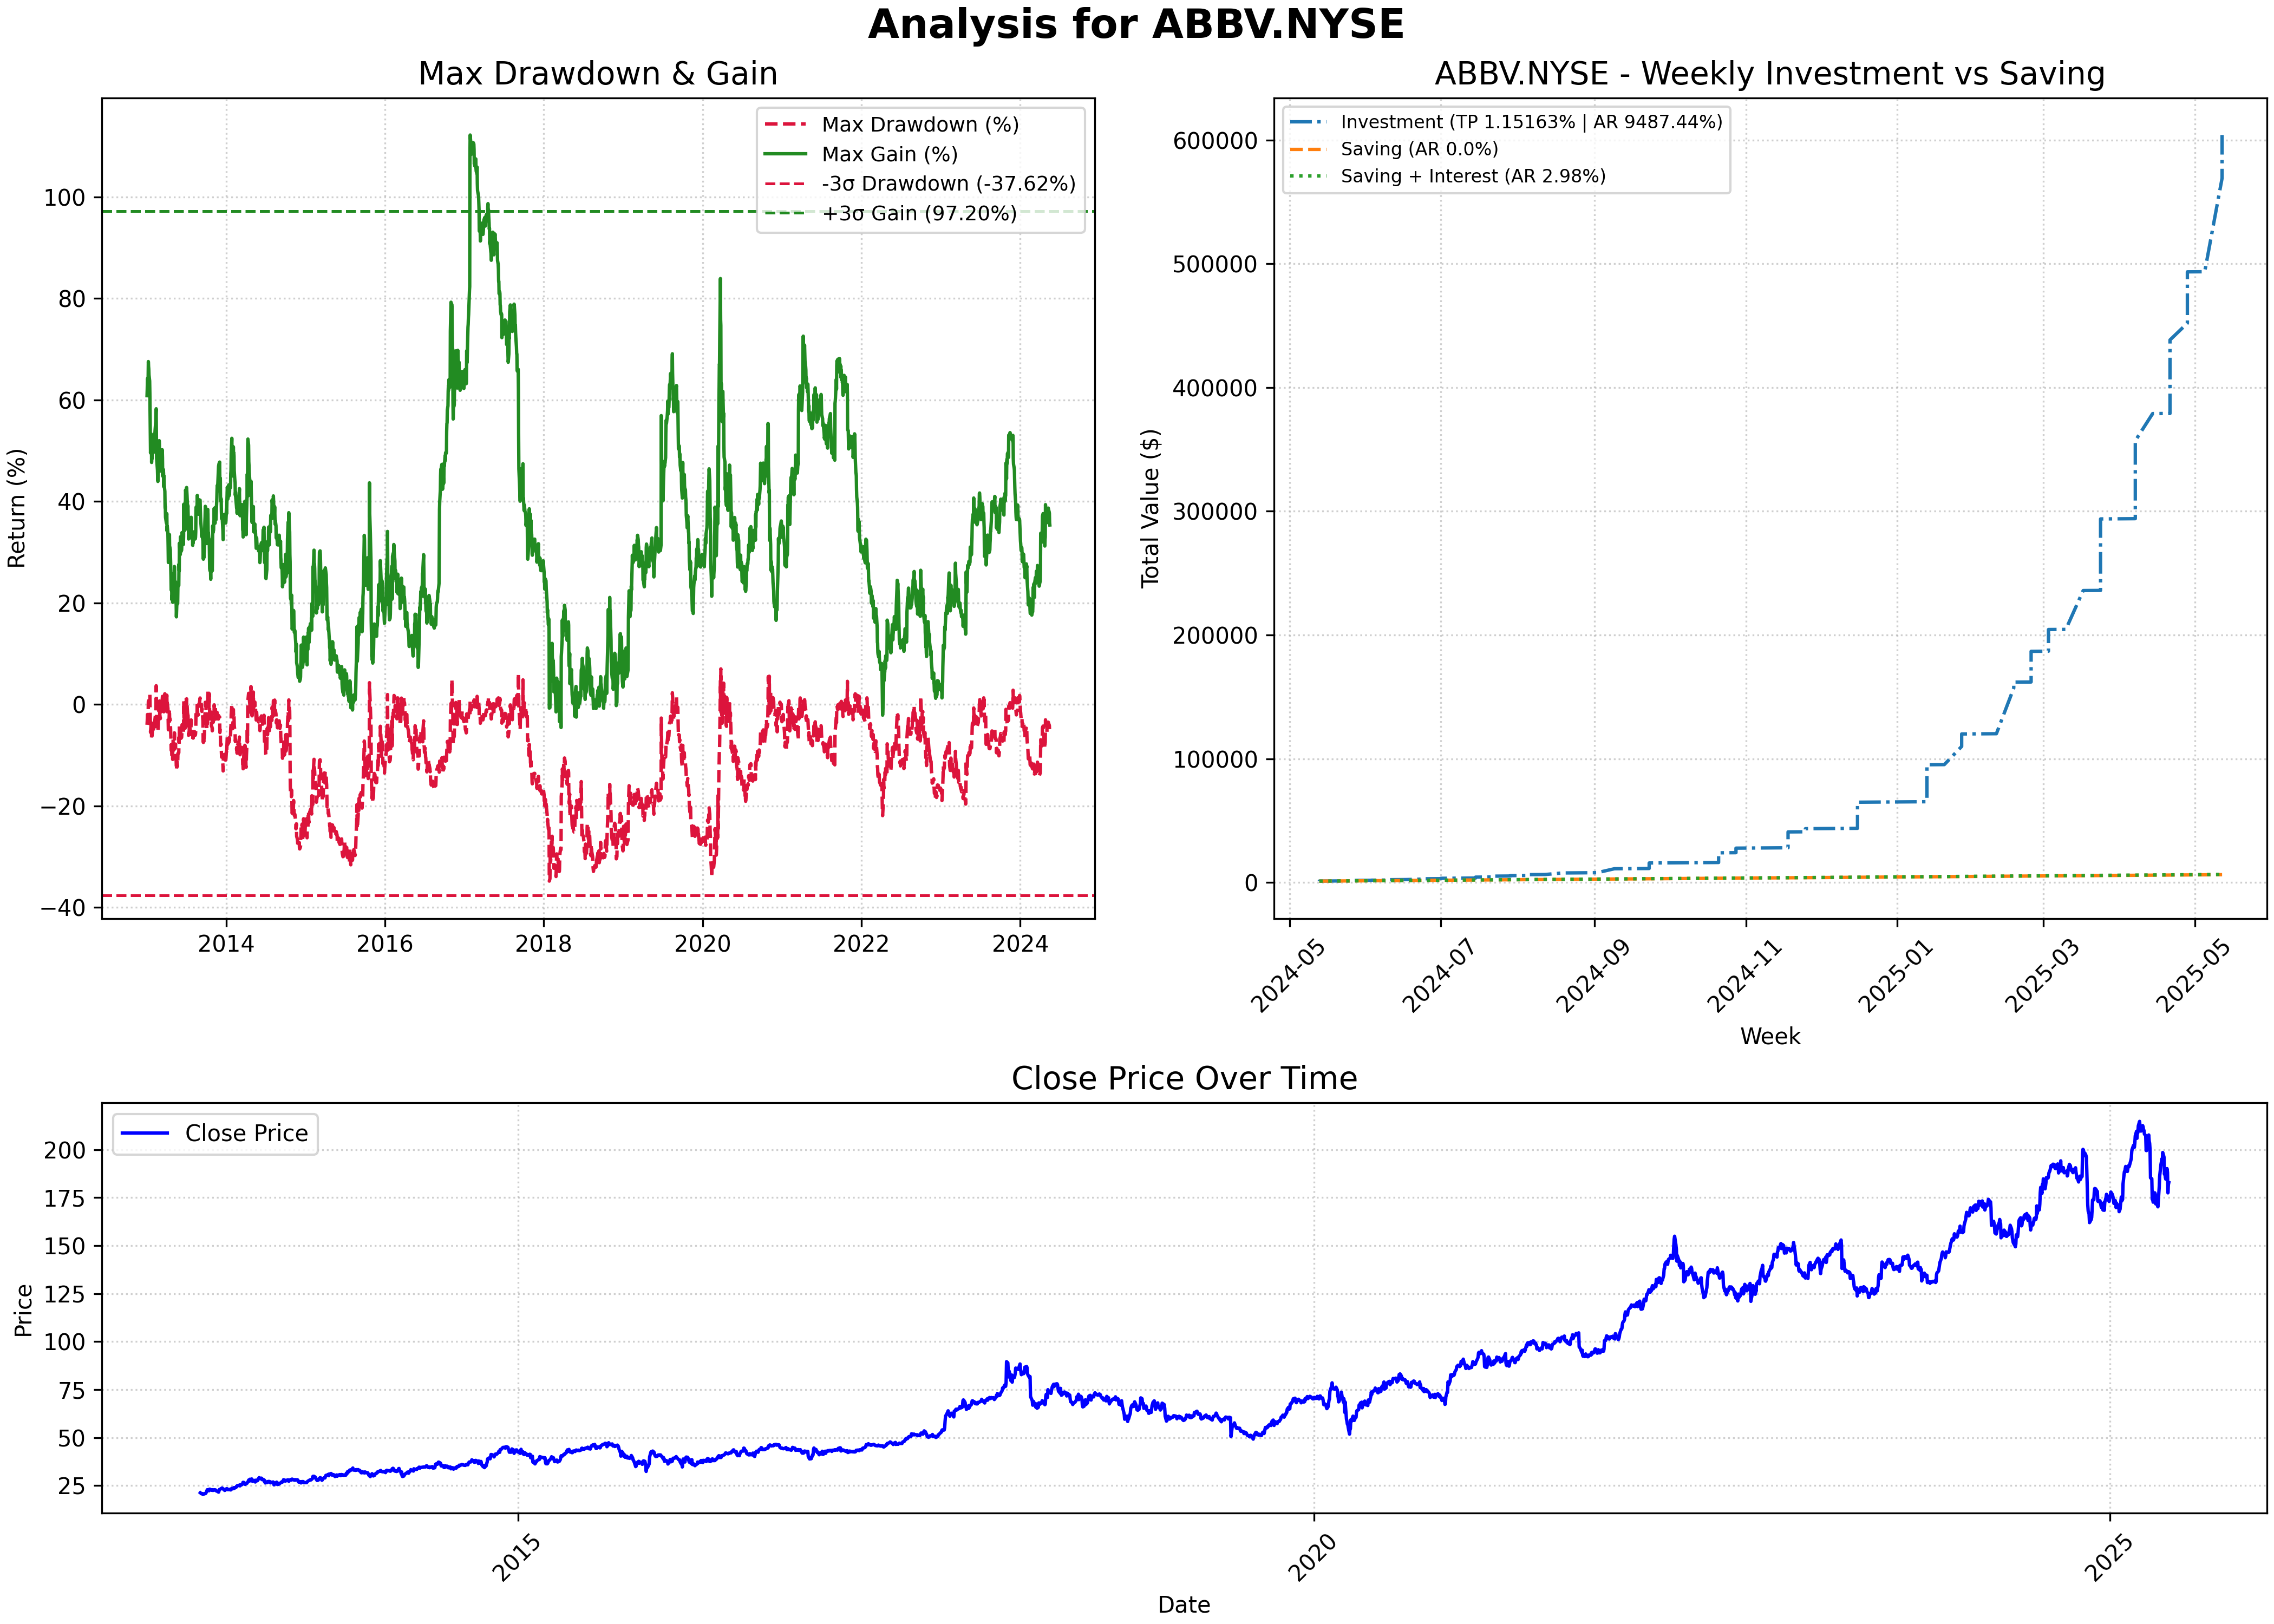 Analysis for ABBV.NYSE
Max Drawdown & Gain
Return (%)
100
80
60
40
20
0
−20
−40
2014
2016
2018
2020
2022
2024
Max Drawdown (%)
Max Gain (%)
-3σ Drawdown (-37.62%)
+3σ Gain (97.20%)
ABBV.NYSE - Weekly Investment vs Saving
Total Value ($)
600000
500000
400000
300000
200000
100000
0
Investment (TP 1.15163% | AR 9487.44%)
Saving (AR 0.0%)
Saving + Interest (AR 2.98%)
2024-05
2024-07
2024-09
2024-11
2025-01
2025-03
2025-05
Week
Close Price Over Time
Price
200
175
150
125
100
75
50
25
Close Price
2015
2020
2025
Date